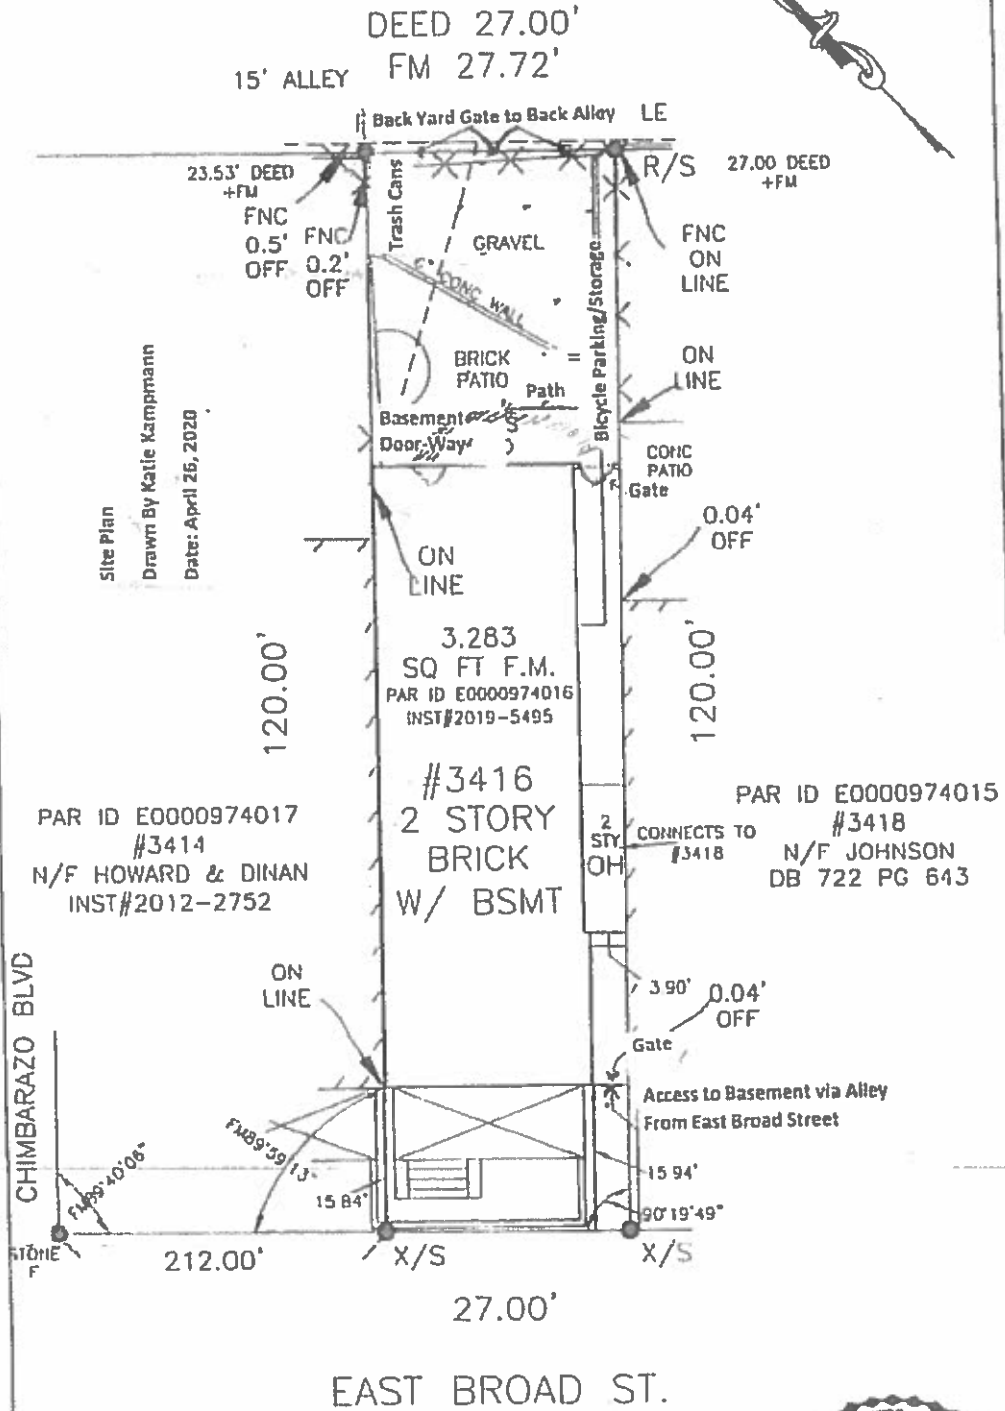 DEED 27.00'
FM 27.72'
15' ALLEY
Back Yard Gate to Back Alley
LE
23.53' DEED
+FM
R/S
27.00 DEED
+FM
FNC
0.5'
OFF
FNC
0.2'
OFF
Trash Cans
GRAVEL
CONC WALL
Bicycle Parking/Storage
FNC
ON
LINE
BRICK
PATIO
Path
ON
LINE
Basement
Door-Way
CONC
PATIO
Gate
Site Plan
Drawn By Katie Kampmann
Date: April 26, 2020
ON
LINE
0.04'
OFF
120.00'
3.283
SQ FT F.M.
PAR ID E0000974016
INST#2019-5495
120.00'
#3416
2 STORY
BRICK
W/ BSMT
2
STY
OH
CONNECTS TO
#3418
PAR ID E0000974017
#3414
N/F HOWARD & DINAN
INST#2012-2752
PAR ID E0000974015
#3418
N/F JOHNSON
DB 722 PG 643
ON
LINE
3.90'
0.04'
OFF
Gate
Access to Basement via Alley
From East Broad Street
CHIMBARAZO BLVD
FM89°40'06"
FM89°59'13"
15.84'
15.94'
90°19'49"
STONE
F
212.00'
X/S
X/S
27.00'
EAST BROAD ST.